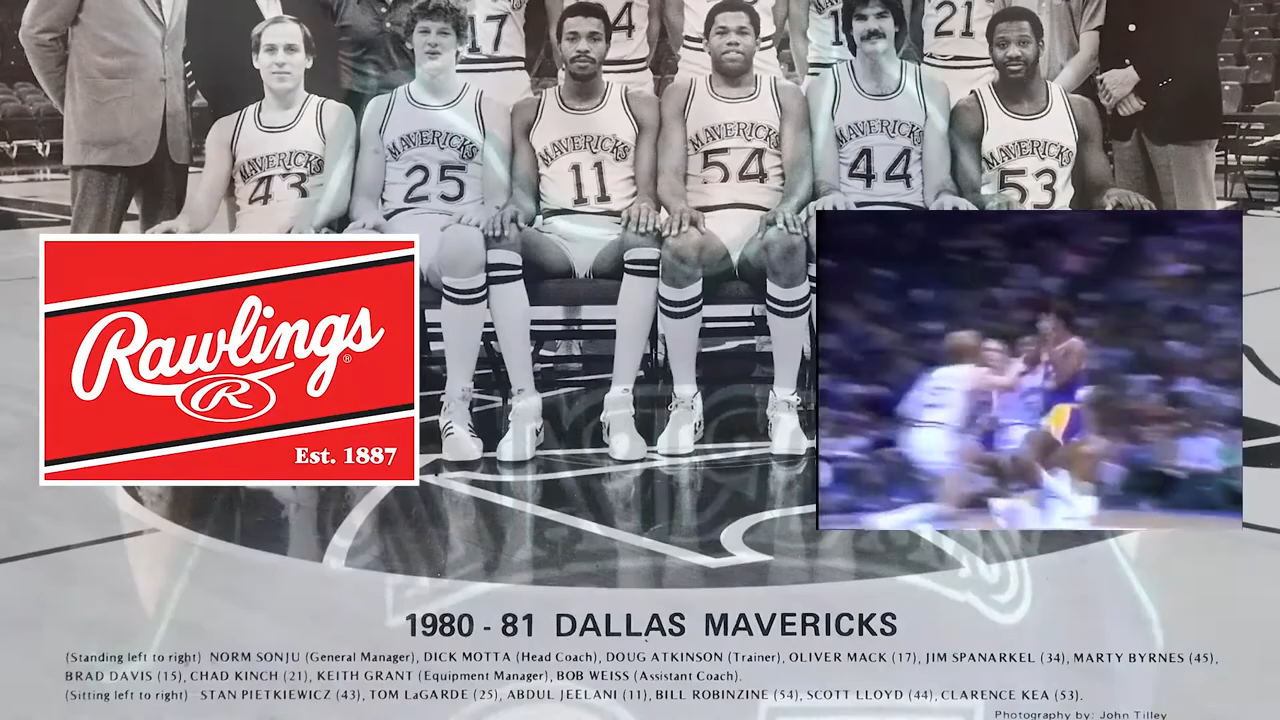 17
4
1
21
MAVERICKS
43
MAVERICKS
25
MAVERICKS
11
MAVERICKS
54
MAVERICKS
44
MAVERICKS
53
Rawlings
®
R
Est. 1887
1980 - 81 DALLAS MAVERICKS
(Standing left to right) NORM SONJU (General Manager), DICK MOTTA (Head Coach), DOUG ATKINSON (Trainer), OLIVER MACK (17), JIM SPANARKEL (34), MARTY BYRNES (45),
BRAD DAVIS (15), CHAD KINCH (21), KEITH GRANT (Equipment Manager), BOB WEISS (Assistant Coach).
(Sitting left to right) STAN PIETKIEWICZ (43), TOM LaGARDE (25), ABDUL JEELANI (11), BILL ROBINZINE (54), SCOTT LLOYD (44), CLARENCE KEA (53).
Photography by: John Tilley